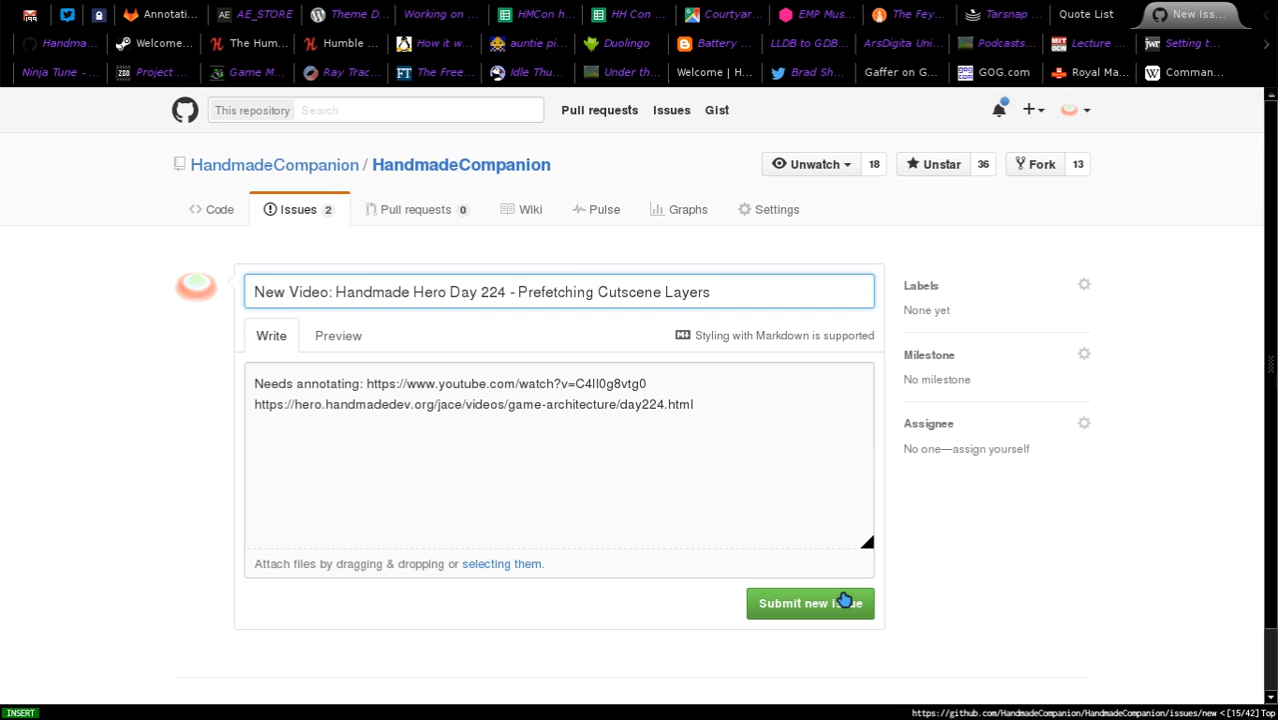 Annotati...
AE AE_STORE
Theme D...
Working on ...
HMCon h...
HH Con ...
Courtyar...
EMP Mus...
The Fey...
Tarsnap ...
Quote List
New Iss...
Handma...
Welcome...
The Hum...
Humble ...
How it w...
auntie pi...
Duolingo
Battery ...
LLDB to GDB...
ArsDigita Uni...
Podcasts...
Lecture ...
jwr Setting t...
Ninja Tune - ...
Project ...
Game M...
Ray Trac...
FT The Free...
Idle Thu...
Under th...
Welcome | H...
Brad Sh...
Gaffer on G...
GOG.com
Royal Ma...
W Comman...
This repository Search
Pull requests Issues Gist
HandmadeCompanion / HandmadeCompanion
Unwatch 18 Unstar 36 Fork 13
Code Issues 2 Pull requests 0 Wiki Pulse Graphs Settings
New Video: Handmade Hero Day 224 - Prefetching Cutscene Layers
Write Preview Styling with Markdown is supported
Needs annotating: https://www.youtube.com/watch?v=C4Il0g8vtg0
https://hero.handmadedev.org/jace/videos/game-architecture/day224.html
Attach files by dragging & dropping or selecting them.
Submit new issue
Labels
None yet
Milestone
No milestone
Assignee
No one—assign yourself
INSERT https://github.com/HandmadeCompanion/HandmadeCompanion/issues/new < [15/42] Top